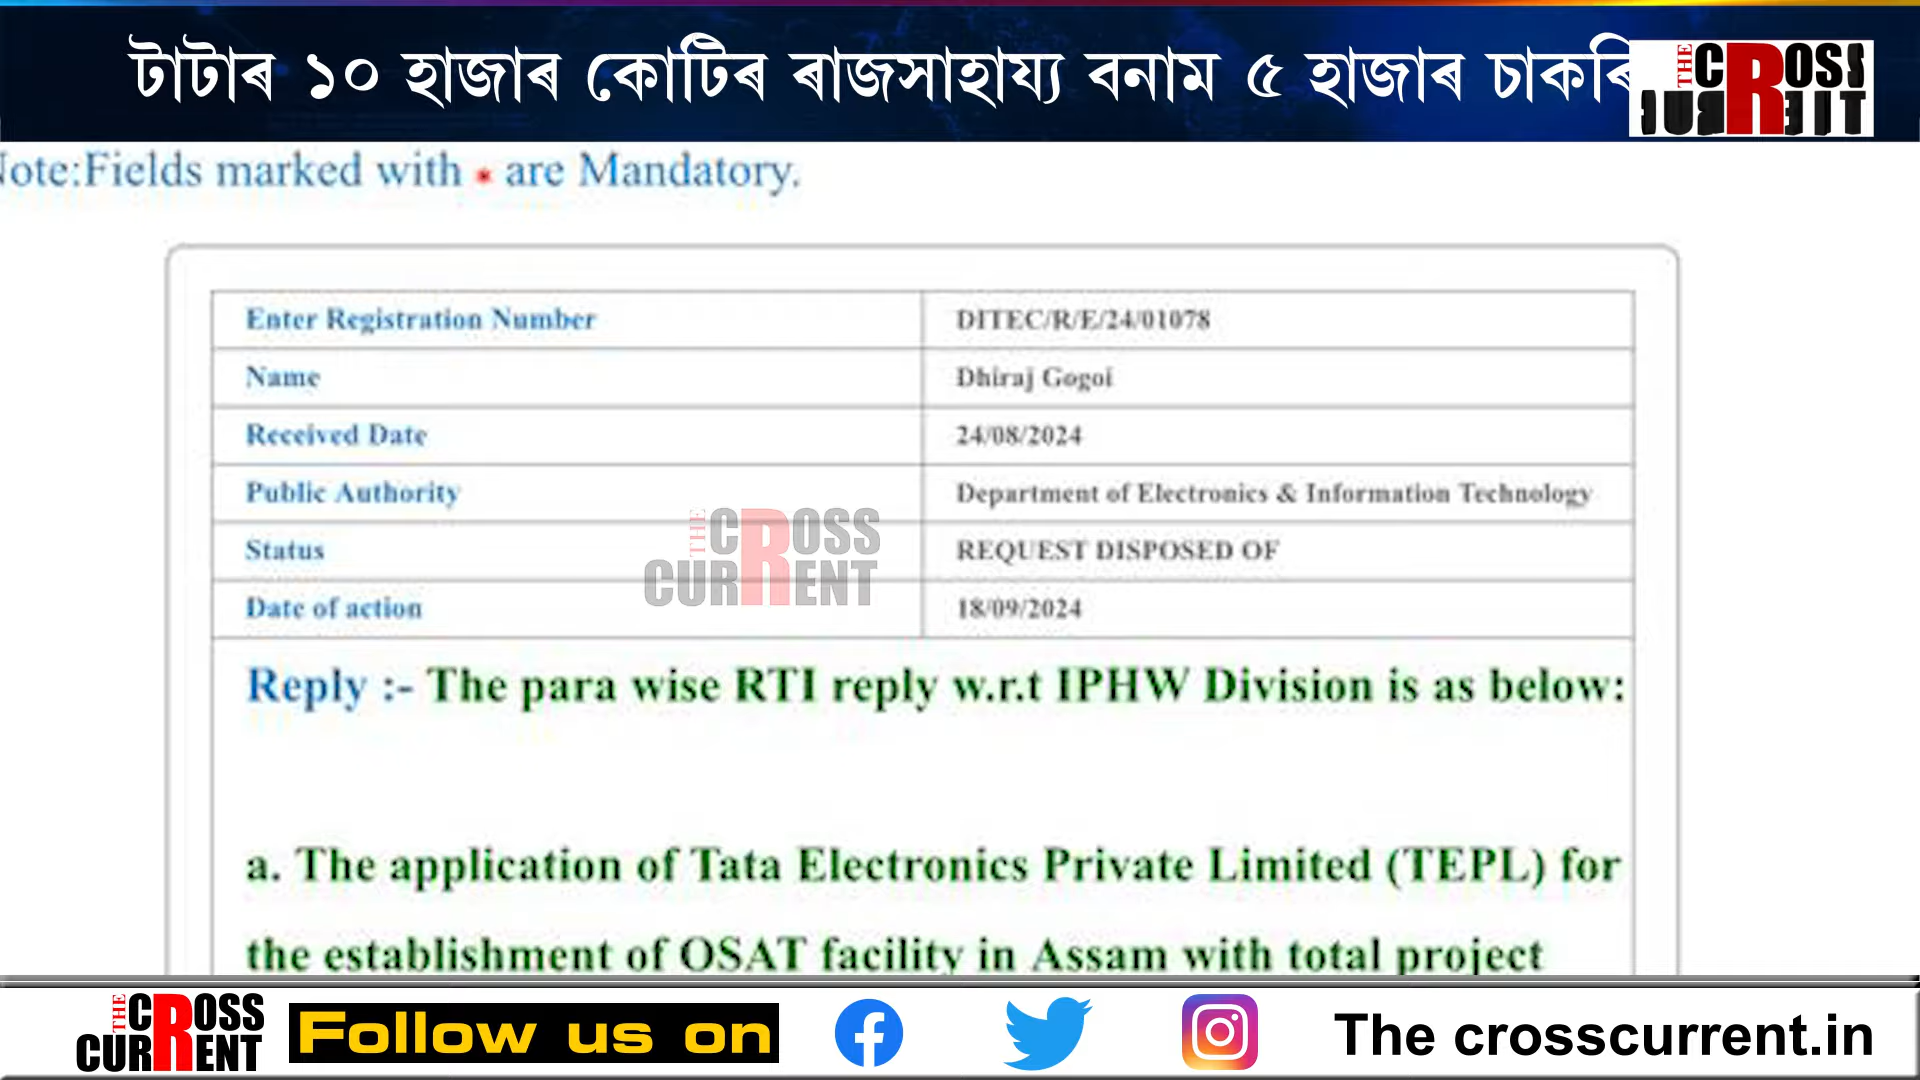 টাটাৰ ১০ হাজাৰ কোটিৰ ৰাজসাহায্য বনাম ৫ হাজাৰ চাকৰি
THE CROSS CURRENT
Note:Fields marked with * are Mandatory.
Enter Registration Number DITEC/R/E/24/01078
Name Dhiraj Gogoi
Received Date 24/08/2024
Public Authority Department of Electronics & Information Technology
Status REQUEST DISPOSED OF
Date of action 18/09/2024
THE CROSS CURRENT
Reply :- The para wise RTI reply w.r.t IPHW Division is as below:
a. The application of Tata Electronics Private Limited (TEPL) for
the establishment of OSAT facility in Assam with total project
THE CROSS CURRENT
Follow us on
The crosscurrent.in